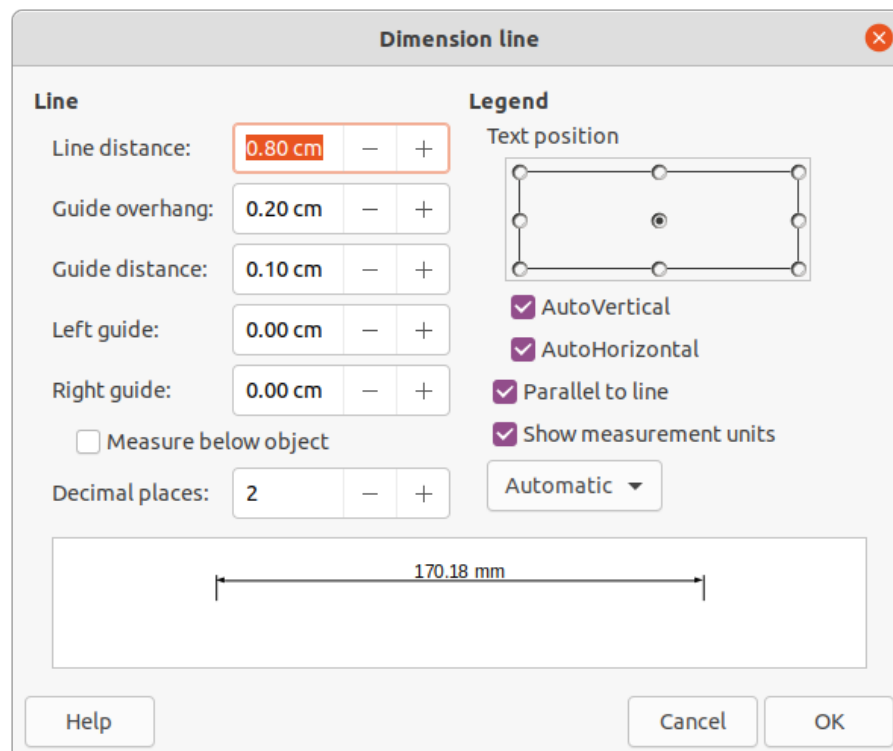 Dimension line
Line
Line distance: 0.80 cm
Guide overhang: 0.20 cm
Guide distance: 0.10 cm
Left guide: 0.00 cm
Right guide: 0.00 cm
Measure below object
Decimal places: 2
Legend
Text position
AutoVertical
AutoHorizontal
Parallel to line
Show measurement units
Automatic
170.18 mm
Help Cancel OK